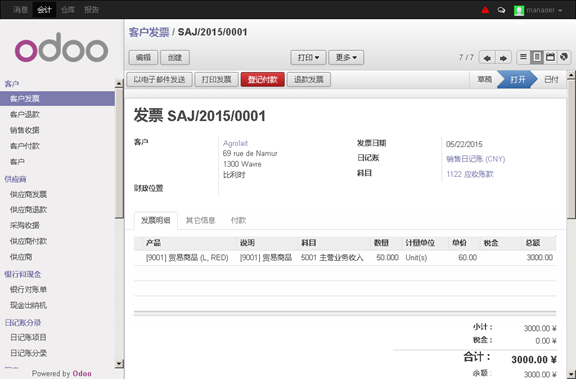 消息 会计 仓库 报告 manager
odoo
客户
客户发票
客户退款
销售收据
客户付款
客户
供应商
供应商发票
供应商退款
采购收据
供应商付款
供应商
银行和现金
银行对账单
现金出纳机
日记账分录
日记账项目
日记账分录
Powered by Odoo
客户发票 / SAJ/2015/0001
编辑 创建 打印 更多 7 / 7
以电子邮件发送 打印发票 登记付款 退款发票 草稿 打开 已付
发票 SAJ/2015/0001
客户 Agrolait 发票日期 05/22/2015
69 rue de Namur 日记账 销售日记账 (CNY)
1300 Wavre 科目 1122 应收账款
比利时
财政位置
发票明细 其它信息 付款
产品 说明 科目 数量 计量单位 单价 税金 总额
[9001] 贸易商品 (L, RED) [9001] 贸易商品 5001 主营业务收入 50.000 Unit(s) 60.00 3000.00
小计 : 3000.00 ¥
税金 : 0.00 ¥
合计 : 3000.00 ¥
余额 : 3000.00 ¥